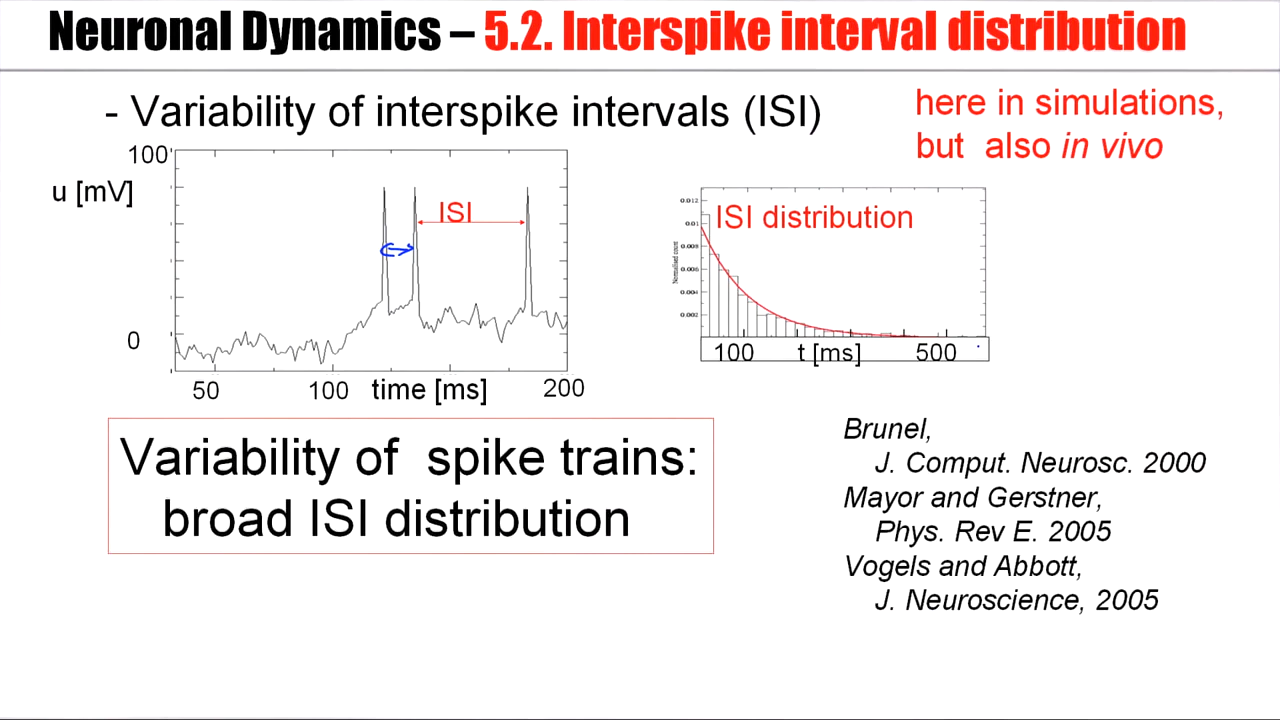 Neuronal Dynamics – 5.2. Interspike interval distribution
- Variability of interspike intervals (ISI)
here in simulations,
but also in vivo
100
u [mV]
ISI
0
50
100
time [ms]
200
ISI distribution
0.012
0.01
0.008
0.006
0.004
0.002
Normalised count
100
t [ms]
500
Variability of spike trains:
broad ISI distribution
Brunel,
J. Comput. Neurosc. 2000
Mayor and Gerstner,
Phys. Rev E. 2005
Vogels and Abbott,
J. Neuroscience, 2005